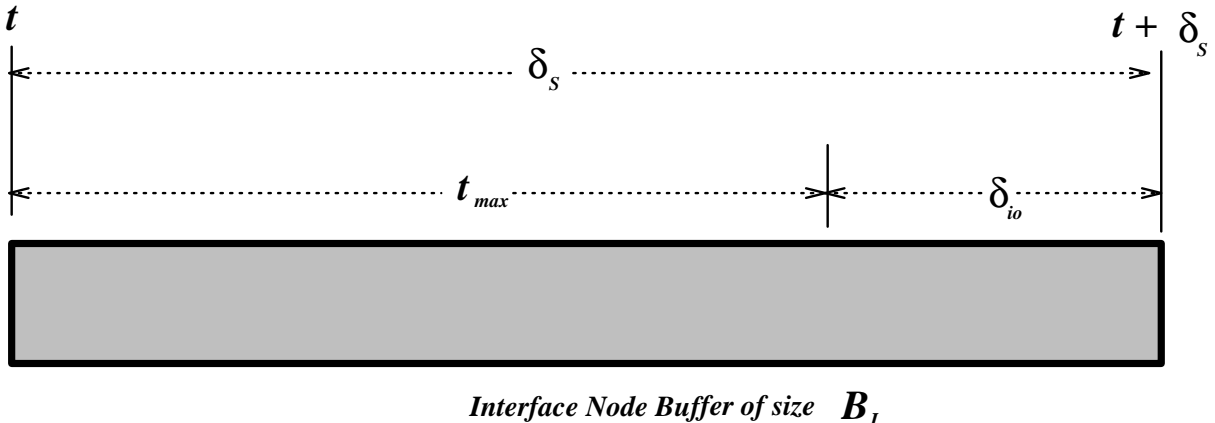 t
t + δS
δS
tmax
δio
Interface Node Buffer of size BI